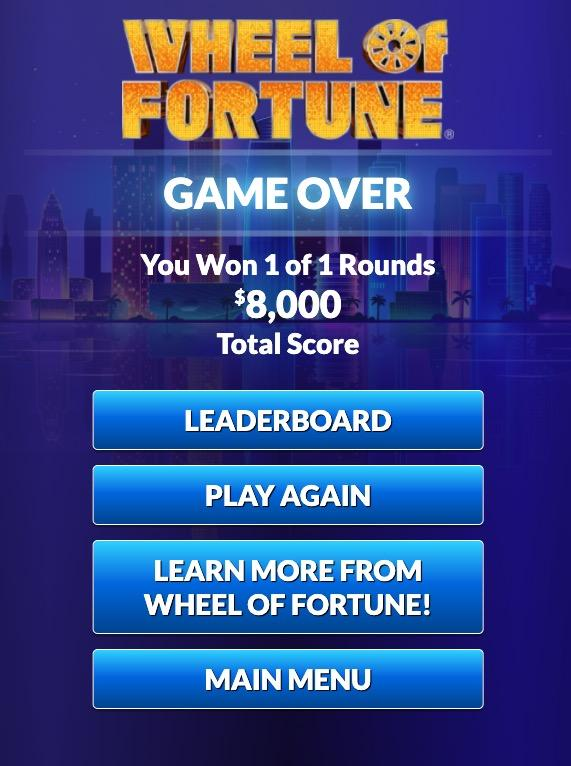 WHEEL OF
FORTUNE®
GAME OVER
You Won 1 of 1 Rounds
$8,000
Total Score
LEADERBOARD
PLAY AGAIN
LEARN MORE FROM
WHEEL OF FORTUNE!
MAIN MENU